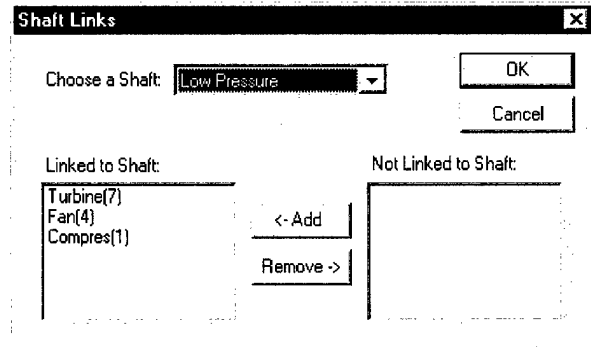 Shaft Links
Choose a Shaft: Low Pressure
OK
Cancel
Linked to Shaft:
Turbine(7)
Fan(4)
Compres(1)
<- Add
Remove ->
Not Linked to Shaft: